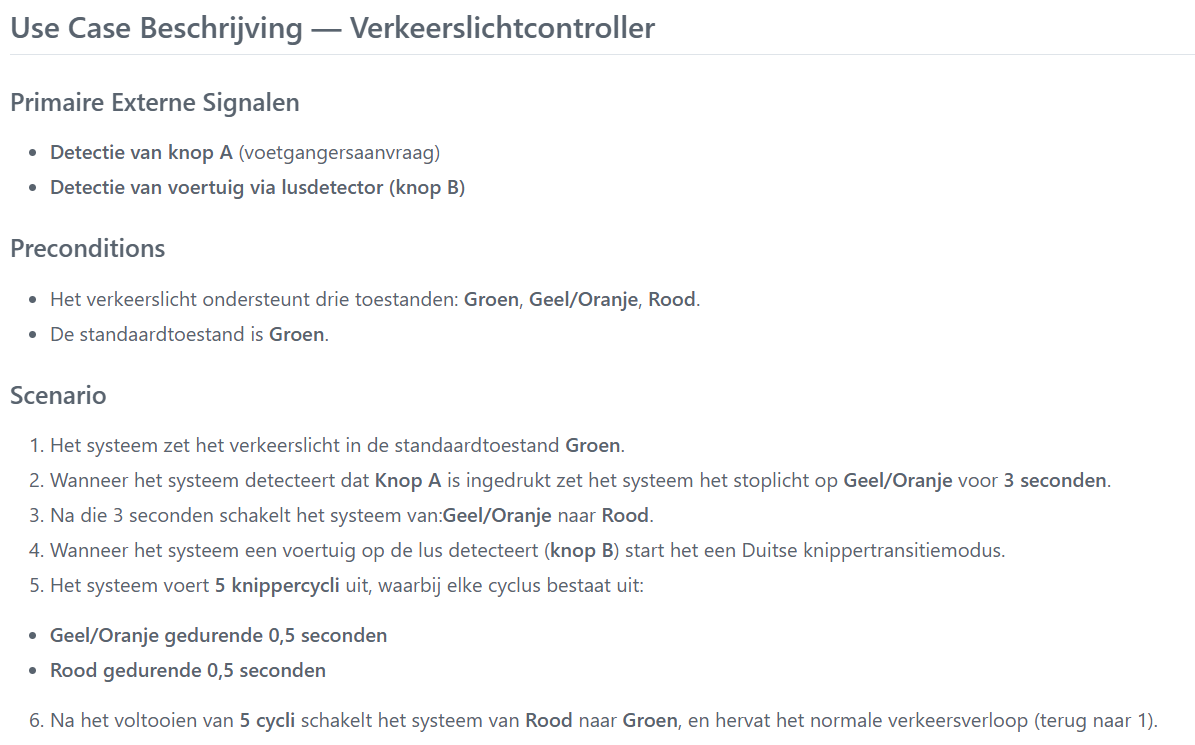 Use Case Beschrijving — Verkeerslichtcontroller
Primaire Externe Signalen
• Detectie van knop A (voetgangersaanvraag)
• Detectie van voertuig via lusdetector (knop B)
Preconditions
• Het verkeerslicht ondersteunt drie toestanden: Groen, Geel/Oranje, Rood.
• De standaardtoestand is Groen.
Scenario
1. Het systeem zet het verkeerslicht in de standaardtoestand Groen.
2. Wanneer het systeem detecteert dat Knop A is ingedrukt zet het systeem het stoplicht op Geel/Oranje voor 3 seconden.
3. Na die 3 seconden schakelt het systeem van:Geel/Oranje naar Rood.
4. Wanneer het systeem een voertuig op de lus detecteert (knop B) start het een Duitse knippertransitiemodus.
5. Het systeem voert 5 knippercycli uit, waarbij elke cyclus bestaat uit:
• Geel/Oranje gedurende 0,5 seconden
• Rood gedurende 0,5 seconden
6. Na het voltooien van 5 cycli schakelt het systeem van Rood naar Groen, en hervat het normale verkeersverloop (terug naar 1).